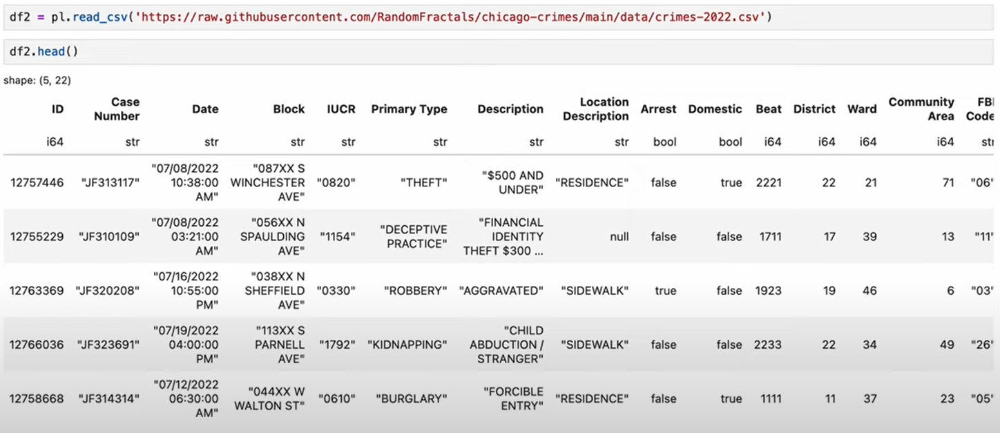 df2 = pl.read_csv('https://raw.githubusercontent.com/RandomFractals/chicago-crimes/main/data/crimes-2022.csv')
df2.head()
shape: (5, 22)
ID Case Number Date Block IUCR Primary Type Description Location Description Arrest Domestic Beat District Ward Community Area FBI Code
i64 str str str str str str str bool bool i64 i64 i64 i64 str
12757446 "JF313117" "07/08/2022 10:38:00 AM" "087XX S WINCHESTER AVE" "0820" "THEFT" "$500 AND UNDER" "RESIDENCE" false true 2221 22 21 71 "06"
12755229 "JF310109" "07/08/2022 03:21:00 AM" "056XX N SPAULDING AVE" "1154" "DECEPTIVE PRACTICE" "FINANCIAL IDENTITY THEFT $300 ... null false false 1711 17 39 13 "11"
12763369 "JF320208" "07/16/2022 10:55:00 PM" "038XX N SHEFFIELD AVE" "0330" "ROBBERY" "AGGRAVATED" "SIDEWALK" true false 1923 19 46 6 "03"
12766036 "JF323691" "07/19/2022 04:00:00 PM" "113XX S PARNELL AVE" "1792" "KIDNAPPING" "CHILD ABDUCTION / STRANGER" "SIDEWALK" false false 2233 22 34 49 "26"
12758668 "JF314314" "07/12/2022 06:30:00 AM" "044XX W WALTON ST" "0610" "BURGLARY" "FORCIBLE ENTRY" "RESIDENCE" false true 1111 11 37 23 "05"